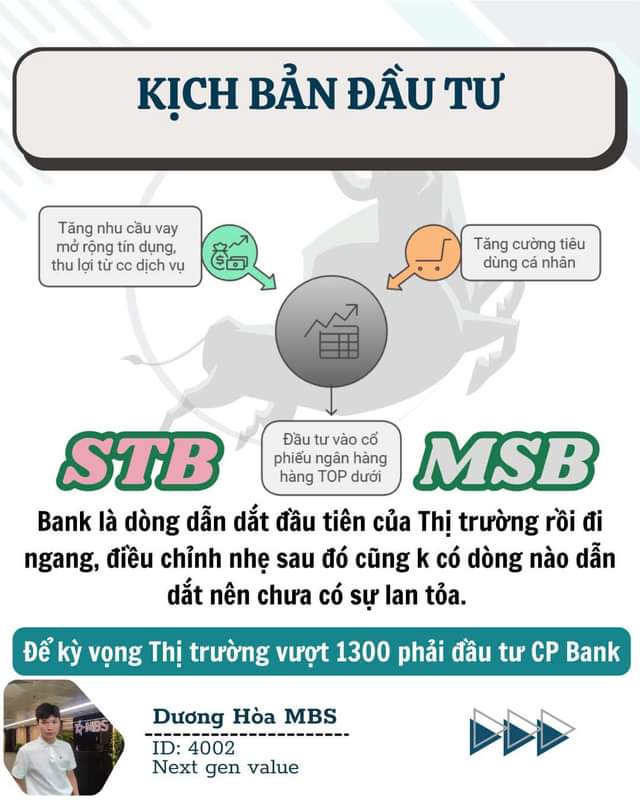 KỊCH BẢN ĐẦU TƯ
Tăng nhu cầu vay
mở rộng tín dụng,
thu lợi từ cc dịch vụ
Tăng cường tiêu
dùng cá nhân
STB
Đầu tư vào cổ
phiếu ngân hàng
hàng TOP dưới
MSB
Bank là dòng dẫn dắt đầu tiên của Thị trường rồi đi
ngang, điều chỉnh nhẹ sau đó cũng k có dòng nào dẫn
dắt nên chưa có sự lan tỏa.
Để kỳ vọng Thị trường vượt 1300 phải đầu tư CP Bank
MBS
Dương Hòa MBS
ID: 4002
Next gen value